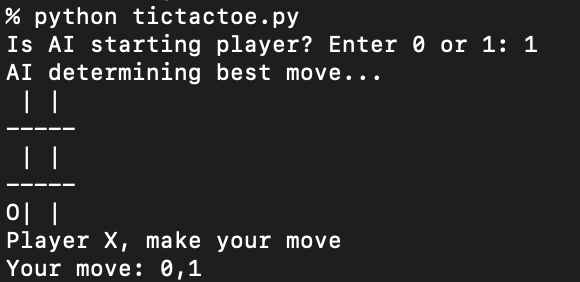 % python tictactoe.py
Is AI starting player? Enter 0 or 1: 1
AI determining best move...
 | |
-----
 | |
-----
O| |
Player X, make your move
Your move: 0,1